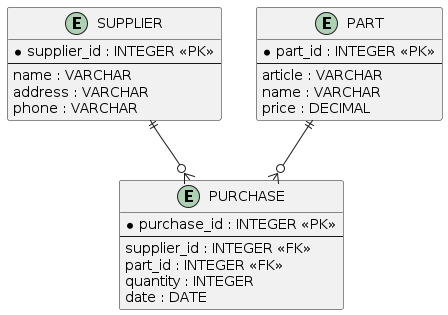 E SUPPLIER
* supplier_id : INTEGER «PK»
name : VARCHAR
address : VARCHAR
phone : VARCHAR
E PART
* part_id : INTEGER «PK»
article : VARCHAR
name : VARCHAR
price : DECIMAL
E PURCHASE
* purchase_id : INTEGER «PK»
supplier_id : INTEGER «FK»
part_id : INTEGER «FK»
quantity : INTEGER
date : DATE